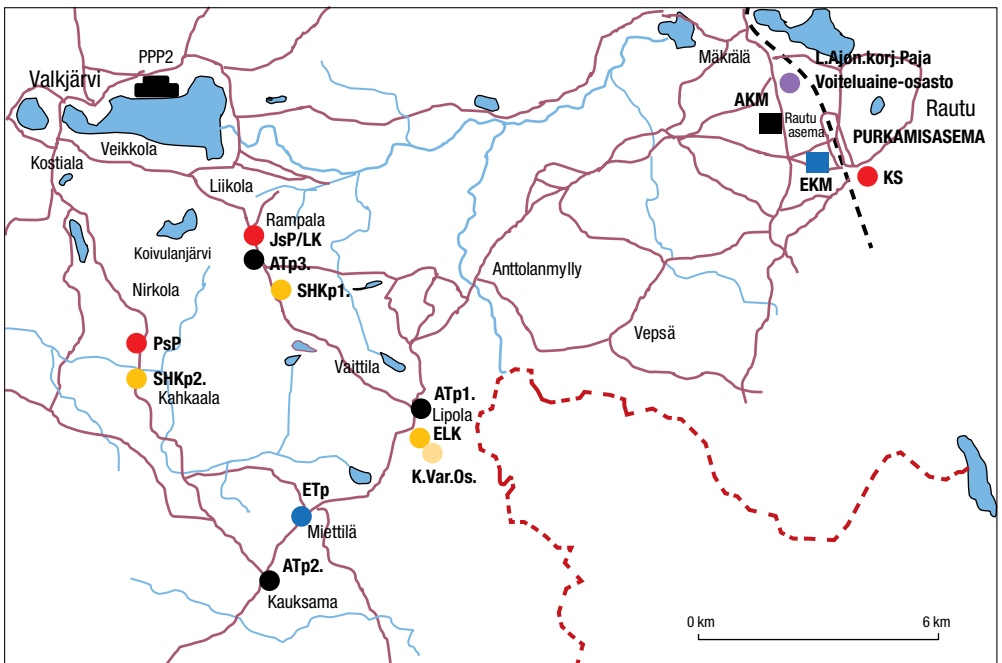 PPP2
Valkjärvi
Veikkola
Kostiala
Liikola
Rampala
JsP/LK
ATp3.
SHKp1.
Koivulanjärvi
Nirkola
PsP
SHKp2.
Kahkaala
Vaittila
ATp1.
Lipola
ELK
K.Var.Os.
ETp
Miettilä
ATp2.
Kauksama
Mäkrälä
L.Ajon.korj.Paja
Voiteluaine-osasto
AKM
Rautu
asema
Rautu
PURKAMISASEMA
EKM
KS
Anttolanmylly
Vepsä
0 km
6 km